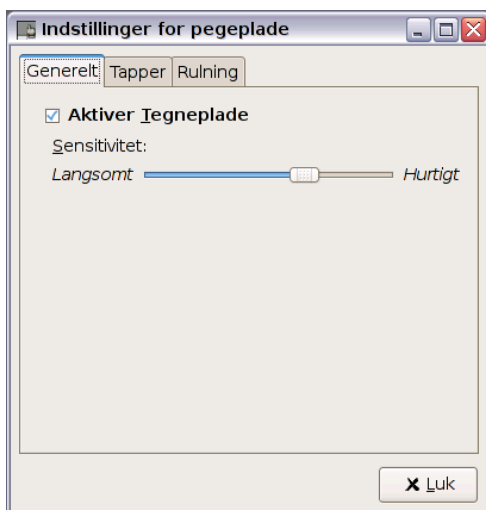 Indstillinger for pegeplade
Generelt Tapper Rulning
Aktiver Tegneplade
Sensitivitet:
Langsomt Hurtigt
Luk